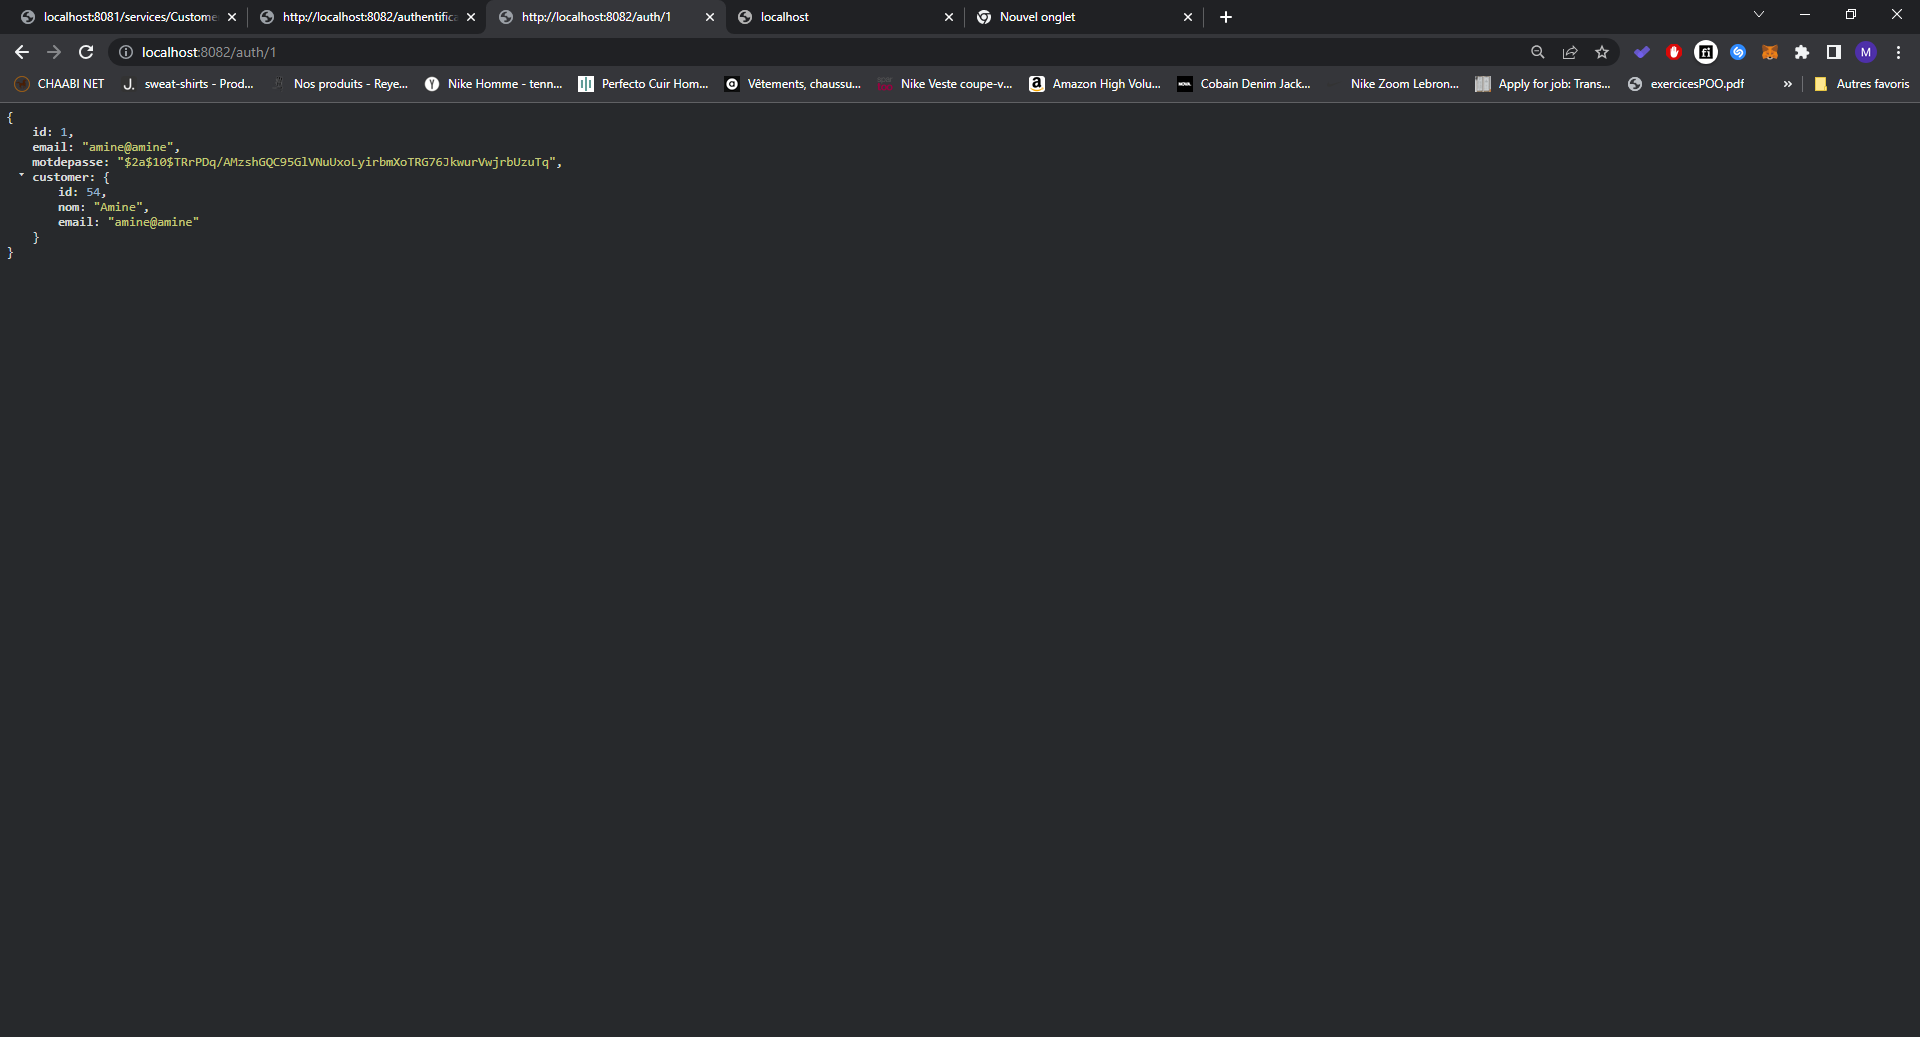 localhost:8081/services/Custome
http://localhost:8082/authentifica
http://localhost:8082/auth/1
localhost
Nouvel onglet
localhost:8082/auth/1
M
CHAABI NET
J. sweat-shirts - Prod...
Nos produits - Reye...
Y Nike Homme - tenn...
Perfecto Cuir Hom...
Vêtements, chaussu...
Nike Veste coupe-v...
a Amazon High Volu...
Cobain Denim Jack...
Nike Zoom Lebron...
Apply for job: Trans...
exercicesPOO.pdf
»
Autres favoris
{
id: 1,
email: "amine@amine",
motdepasse: "$2a$10$TRrPDq/AMzshGQC95GlVNuUxoLyirbmXoTRG76JkwurVwjrbUzuTq",
customer: {
id: 54,
nom: "Amine",
email: "amine@amine"
}
}